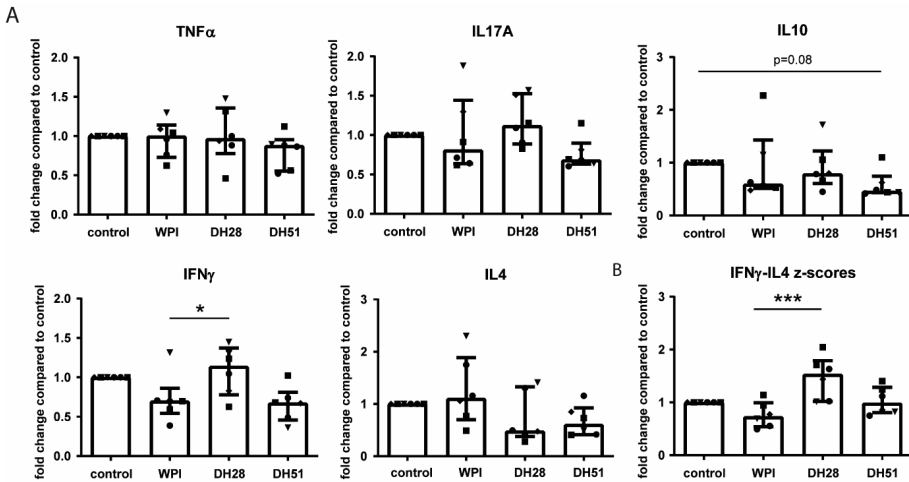 A
TNFα
fold change compared to control
2.0
1.5
1.0
0.5
0.0
control WPI DH28 DH51
IL17A
fold change compared to control
2.0
1.5
1.0
0.5
0.0
control WPI DH28 DH51
IL10
fold change compared to control
3
2
1
0
p=0.08
control WPI DH28 DH51
IFNγ
fold change compared to control
2.0
1.5
1.0
0.5
0.0
*
control WPI DH28 DH51
IL4
fold change compared to control
3
2
1
0
control WPI DH28 DH51
B
IFNγ-IL4 z-scores
fold change compared to control
3
2
1
0
***
control WPI DH28 DH51